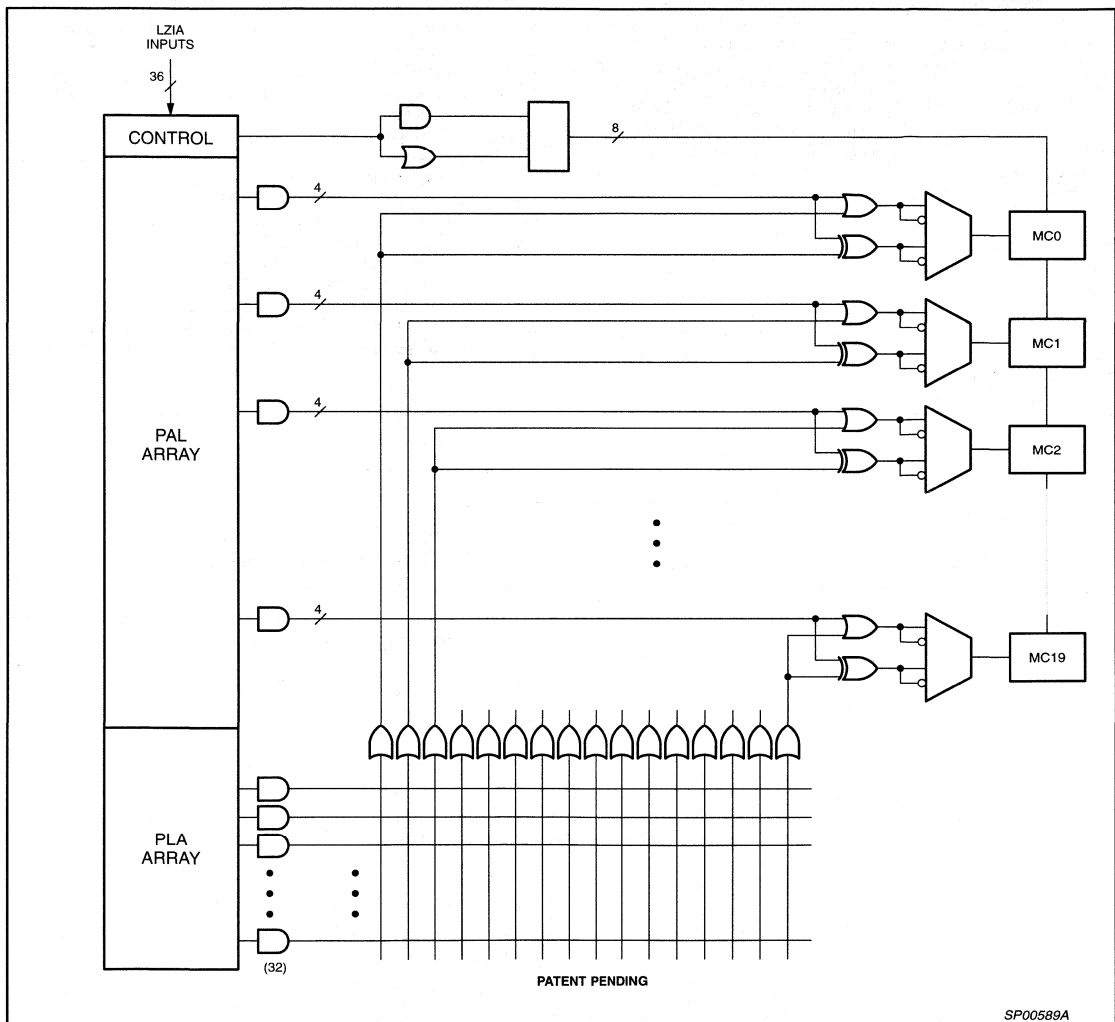 LZIA
INPUTS
36
CONTROL
8
4
MC0
4
MC1
4
PAL
ARRAY
MC2
4
MC19
PLA
ARRAY
(32)
PATENT PENDING
SP00589A